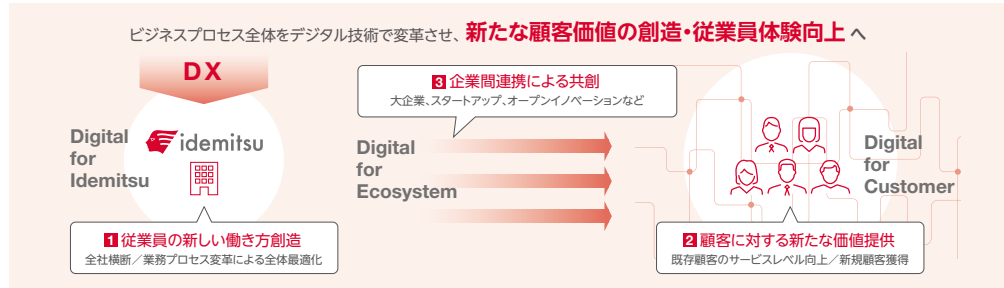 ビジネスプロセス全体をデジタル技術で変革させ、新たな顧客価値の創造・従業員体験向上へ
DX
Digital
for
Idemitsu
idemitsu
1 従業員の新しい働き方創造
全社横断／業務プロセス変革による全体最適化
3 企業間連携による共創
大企業、スタートアップ、オープンイノベーションなど
Digital
for
Ecosystem
Digital
for
Customer
2 顧客に対する新たな価値提供
既存顧客のサービスレベル向上／新規顧客獲得